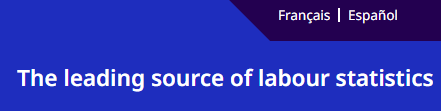 Français | Español
The leading source of labour statistics